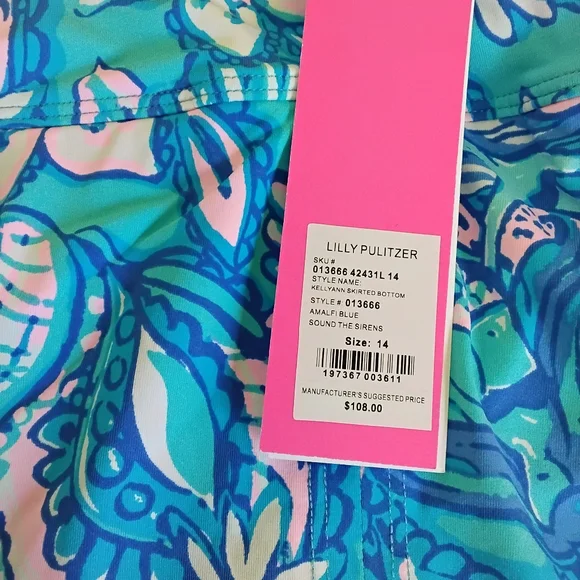 LILLY PULITZER
SKU #
013666 42431L 14
STYLE NAME:
KELLYANN SKIRTED BOTTOM
STYLE # 013666
AMALFI BLUE
SOUND THE SIRENS
Size: 14
197367 003611
MANUFACTURER'S SUGGESTED PRICE
$108.00